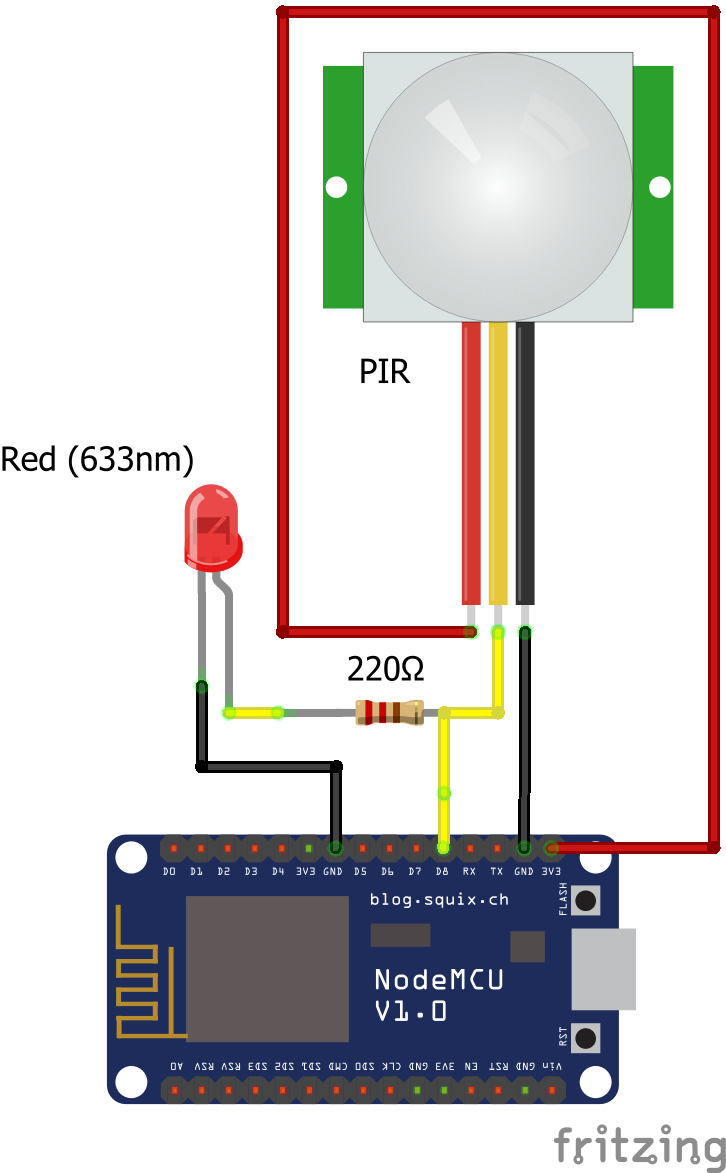 PIR
Red (633nm)
220Ω
D0 D1 D2 D3 D4 3V3 GND D5 D6 D7 D8 RX TX GND 3V3
FLASH
blog.squix.ch
NodeMCU
V1.0
RST
A0 RSV RSV SD3 SD2 SD1 CMD SD0 CLK GND 3V3 EN RST GND Vin
fritzing